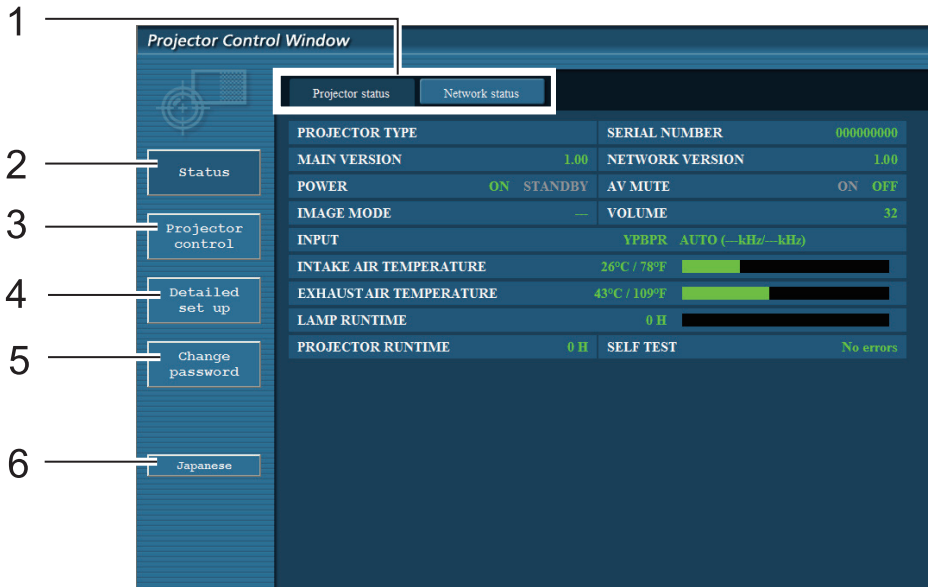 1
Projector Control Window
Projector status Network status
PROJECTOR TYPE SERIAL NUMBER 000000000
2 Status
MAIN VERSION 1.00 NETWORK VERSION 1.00
POWER ON STANDBY AV MUTE ON OFF
3 Projector
control
IMAGE MODE --- VOLUME 32
INPUT YPBPR AUTO (---kHz/---kHz)
INTAKE AIR TEMPERATURE 26°C / 78°F
4 Detailed
set up
EXHAUST AIR TEMPERATURE 43°C / 109°F
LAMP RUNTIME 0 H
5 Change
password
PROJECTOR RUNTIME 0 H SELF TEST No errors
6 Japanese